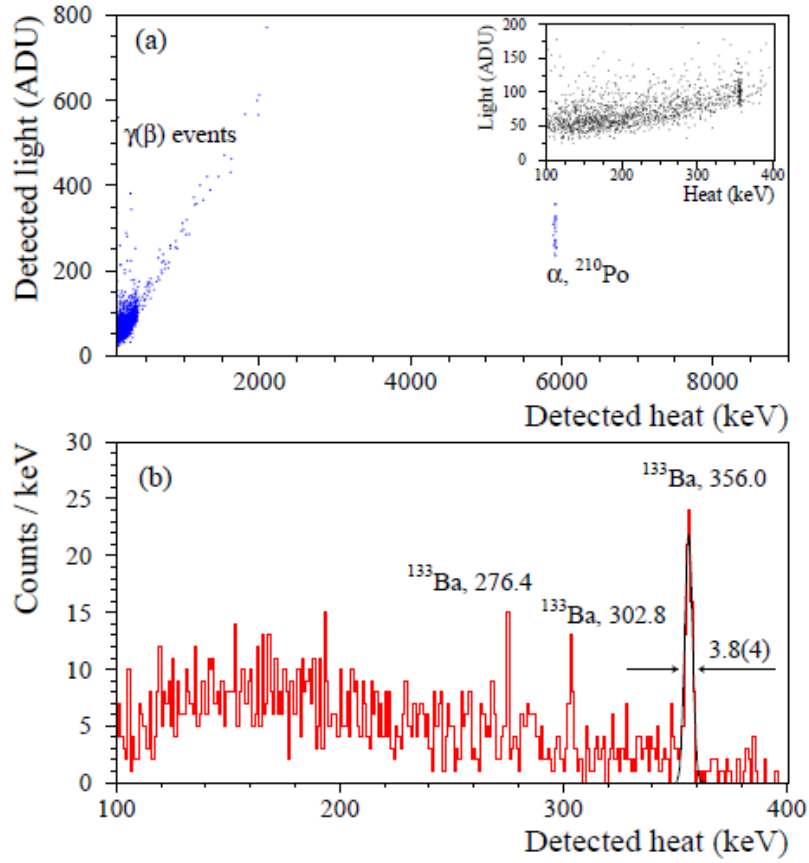 800
(a)
600
γ(β) events
400
200
0
Detected light (ADU)
2000
4000
6000
8000
Detected heat (keV)
α, ²¹⁰Po
200
150
100
50
0
Light (ADU)
100
200
300
400
Heat (keV)
30
(b)
25
20
15
10
5
0
Counts / keV
¹³³Ba, 356.0
¹³³Ba, 276.4
¹³³Ba, 302.8
3.8(4)
100
200
300
400
Detected heat (keV)